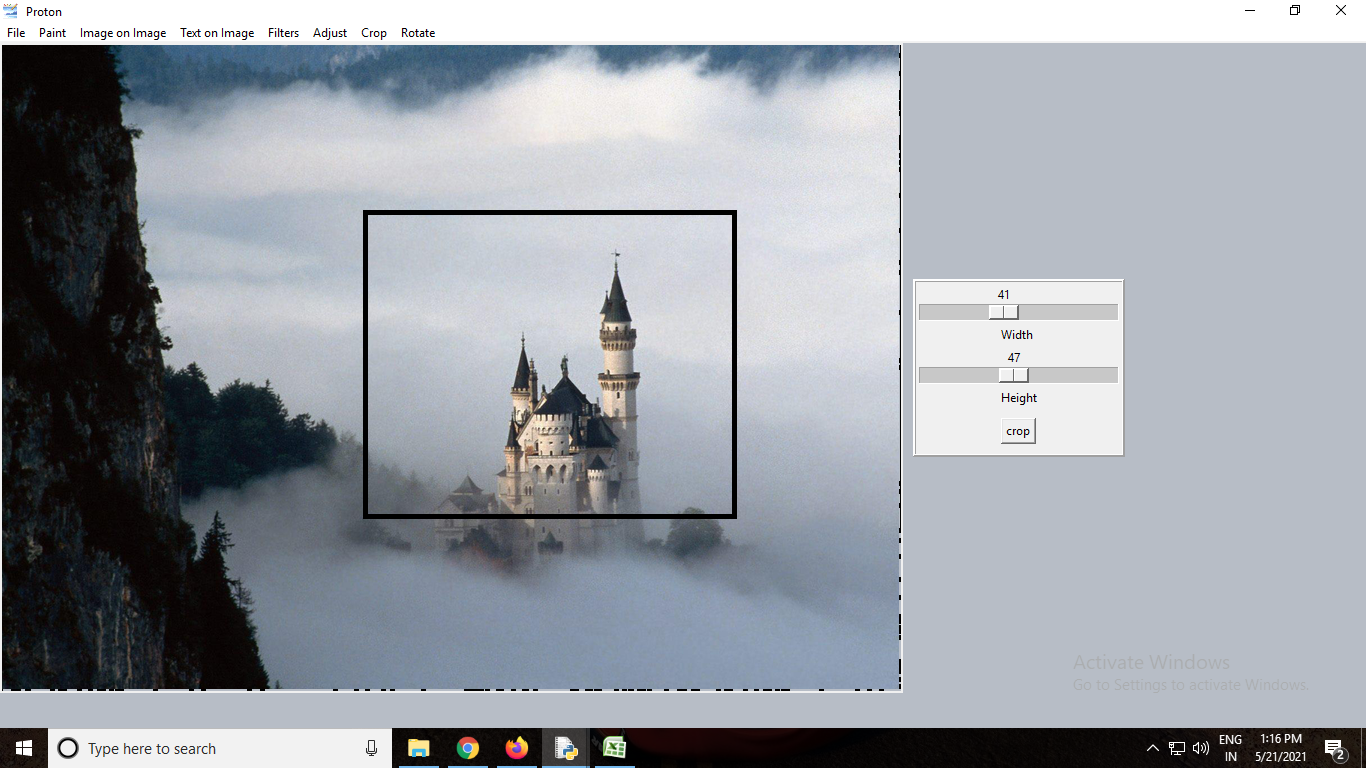 Proton
File Paint Image on Image Text on Image Filters Adjust Crop Rotate
41
Width
47
Height
crop
Activate Windows
Go to Settings to activate Windows.
Type here to search
ENG 1:16 PM
IN 5/21/2021
2